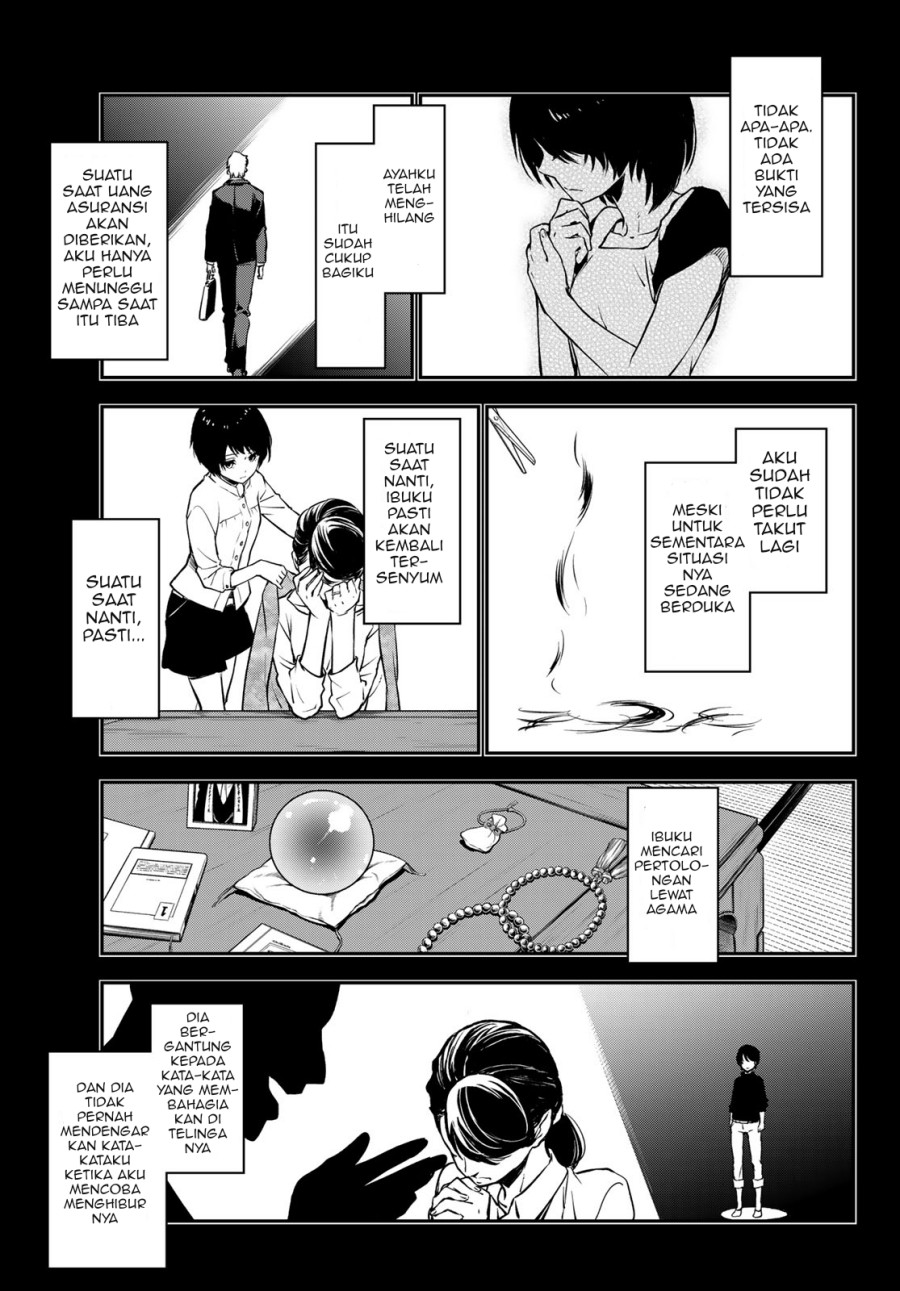 TIDAK
APA-APA.
TIDAK
ADA
BUKTI
YANG
TERSISA
AYAHKU
TELAH
MENG-
HILANG
ITU
SUDAH
CUKUP
BAGIKU
SUATU
SAAT UANG
ASURANSI
AKAN
DIBERIKAN,
AKU HANYA
PERLU
MENUNGGU
SAMPA SAAT
ITU TIBA
AKU
SUDAH
TIDAK
PERLU
TAKUT
LAGI
MESKI
UNTUK
SEMENTARA
SITUASI
NYA
SEDANG
BERDUKA
SUATU
SAAT
NANTI,
IBUKU
PASTI
AKAN
KEMBALI
TER-
SENYUM
SUATU
SAAT
NANTI,
PASTI...
IBUKU
MENCARI
PERTOLO-
NGAN
LEWAT
AGAMA
1
DIA
BER-
GANTUNG
KEPADA
KATA-KATA
YANG MEM-
BAHAGIA
KAN DI
TELINGA
NYA
DAN DIA
TIDAK
PERNAH
MENDENGAR
KAN KATA-
KATAKU
KETIKA AKU
MENCOBA
MENGHIBUR
NYA